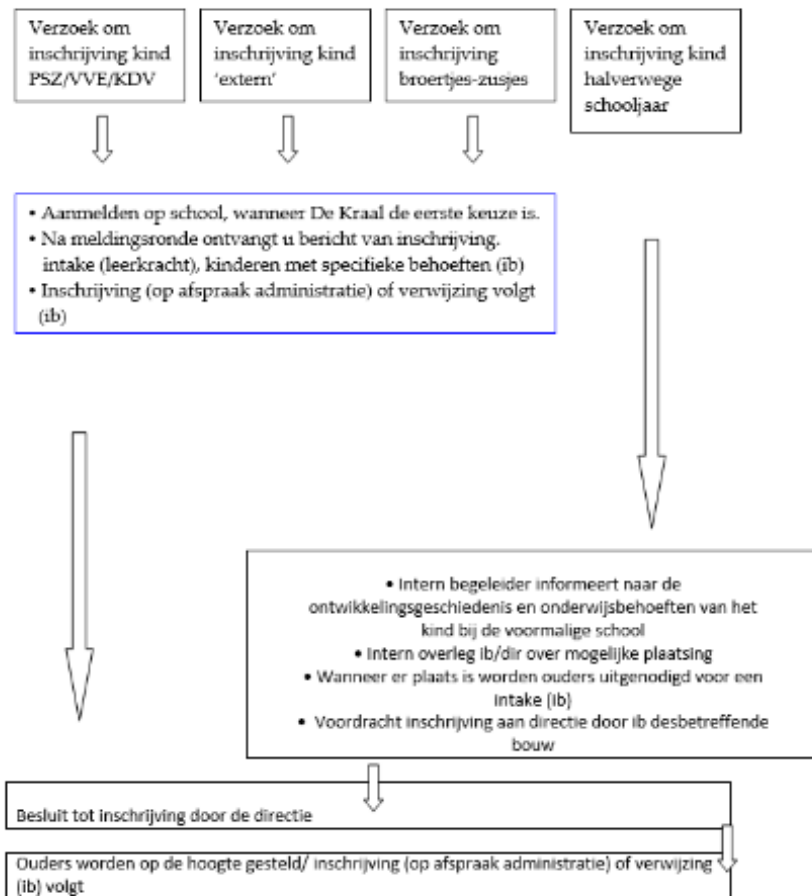 Verzoek om
inschrijving kind
PSZ/VVE/KDV
Verzoek om
inschrijving kind
'extern'
Verzoek om
inschrijving
broertjes-zusjes
Verzoek om
inschrijving kind
halverwege
schooljaar
• Aanmelden op school, wanneer De Kraal de eerste keuze is.
• Na meldingsronde ontvangt u bericht van inschrijving.
intake (leerkracht), kinderen met specifieke behoeften (ib)
• Inschrijving (op afspraak administratie) of verwijzing volgt
(ib)
• Intern begeleider informeert naar de
ontwikkelingsgeschiedenis en onderwijsbehoeften van het
kind bij de voormalige school
• Intern overleg ib/dir over mogelijke plaatsing
• Wanneer er plaats is worden ouders uitgenodigd voor een
intake (ib)
• Voordracht inschrijving aan directie door ib desbetreffende
bouw
Besluit tot inschrijving door de directie
Ouders worden op de hoogte gesteld/ inschrijving (op afspraak administratie) of verwijzing
(ib) volgt